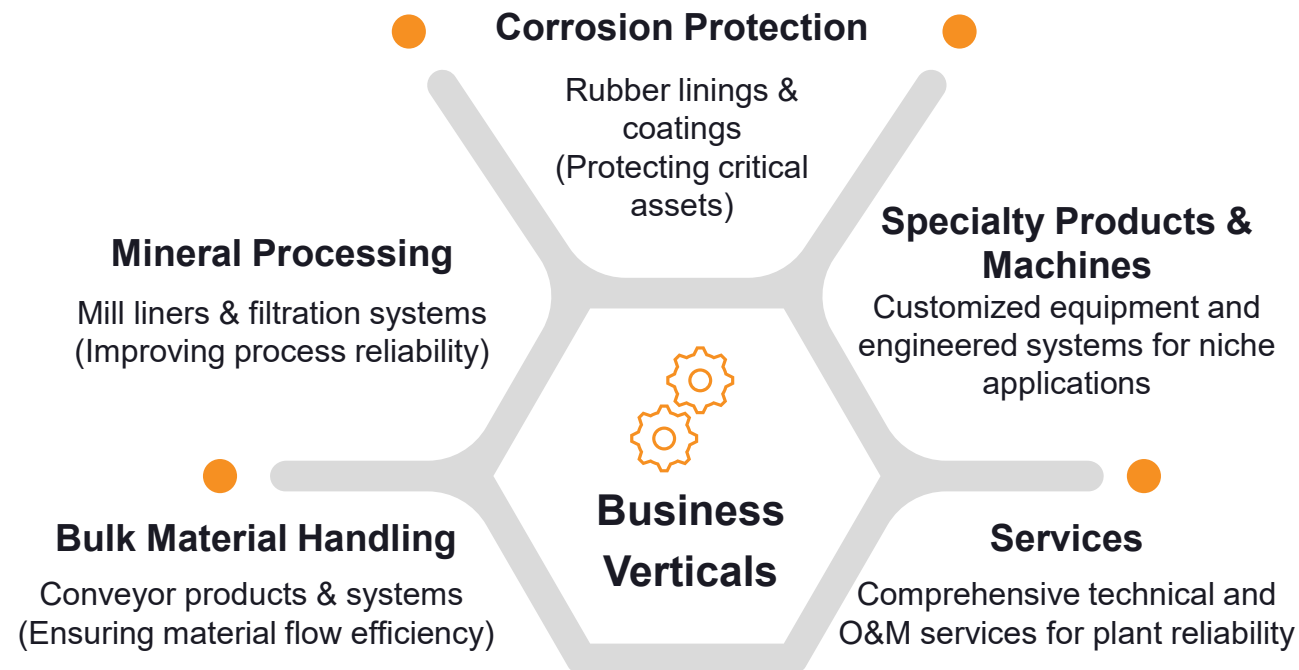 Corrosion Protection
Rubber linings &
coatings
(Protecting critical
assets)
Mineral Processing
Mill liners & filtration systems
(Improving process reliability)
Specialty Products &
Machines
Customized equipment and
engineered systems for niche
applications
Business
Verticals
Bulk Material Handling
Conveyor products & systems
(Ensuring material flow efficiency)
Services
Comprehensive technical and
O&M services for plant reliability